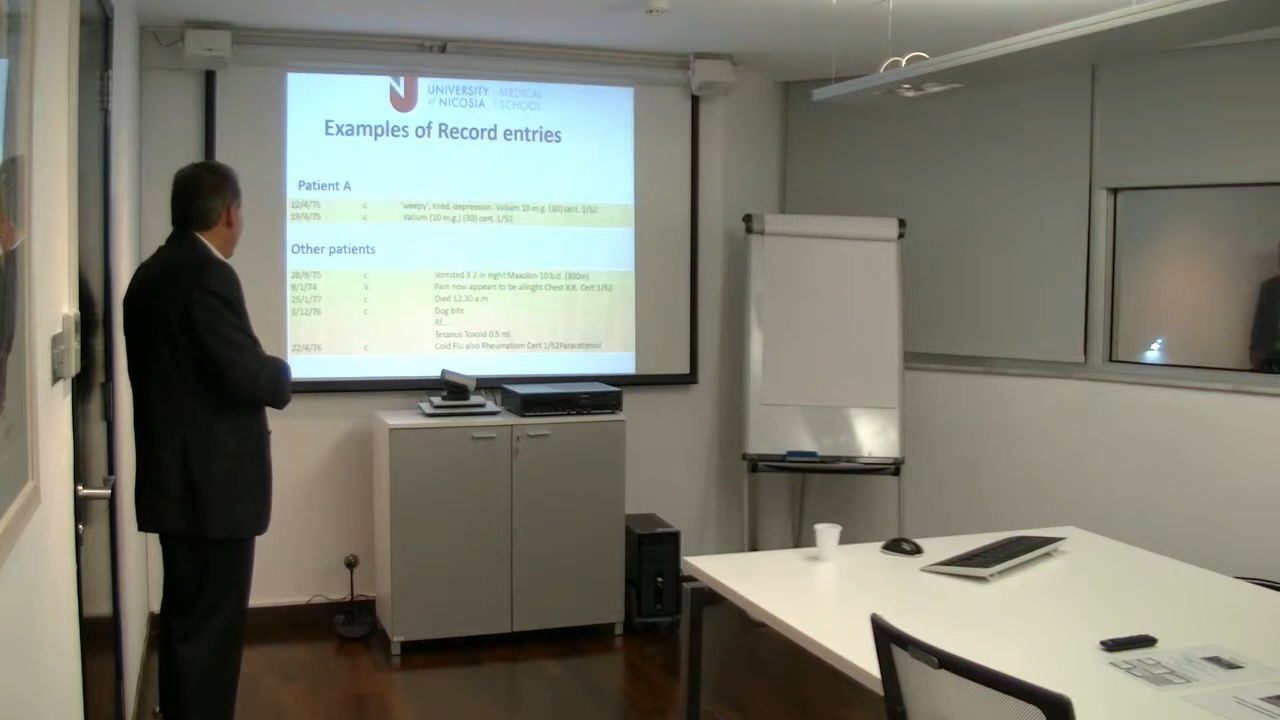 UNIVERSITY of NICOSIA | MEDICAL SCHOOL
Examples of Record entries
Patient A
12/4/75 c. 'weepy', tired, depression. Valium 10 m.g. (30) cert. 1/52
19/4/75 c. Valium (10 m.g.) (30) cert. 1/52
Other patients
28/9/75 c. Vomited X 2 in night Maxolon 10 b.d. (300m)
9/1/74 V. Pain now appears to be allright Chest Cert 1/52
25/1/77 c. Died 12.30 a.m
3/12/76 c. Dog bite
Tetanus Toxoid 0.5 ml
22/4/76 c. Cold Flu also Rheumatism Cert 1/52Paracetemol